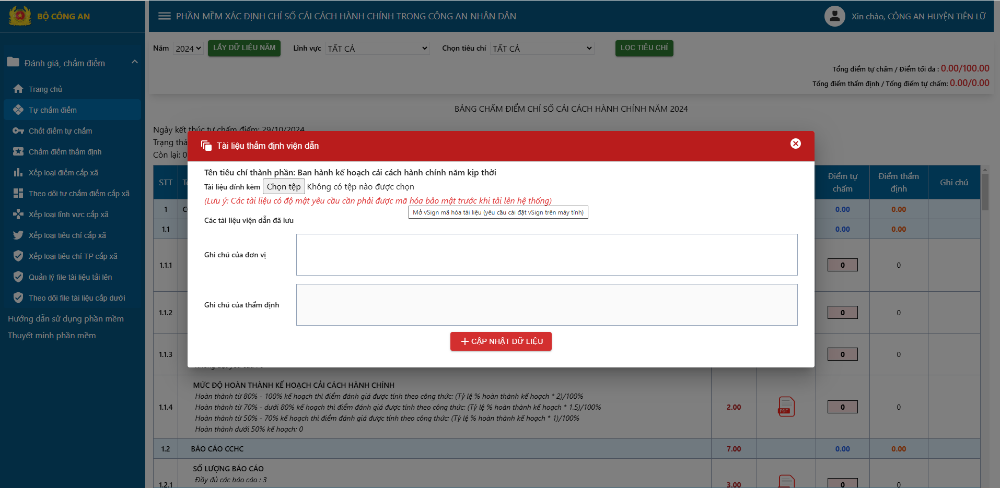 BỘ CÔNG AN
PHẦN MỀM XÁC ĐỊNH CHỈ SỐ CẢI CÁCH HÀNH CHÍNH TRONG CÔNG AN NHÂN DÂN
Xin chào, CÔNG AN HUYỆN TIÊN LỮ
Đánh giá, chấm điểm
Trang chủ
Tự chấm điểm
Chốt điểm tự chấm
Chấm điểm thẩm định
Xếp loại điểm cấp xã
Theo dõi tự chấm điểm cấp xã
Xếp loại lĩnh vực cấp xã
Xếp loại tiêu chí cấp xã
Xếp loại tiêu chí TP cấp xã
Quản lý file tài liệu tải lên
Theo dõi file tài liệu cấp dưới
Hướng dẫn sử dụng phần mềm
Thuyết minh phần mềm
Năm 2024 LẤY DỮ LIỆU NĂM Lĩnh vực TẤT CẢ Chọn tiêu chí TẤT CẢ LỌC TIÊU CHÍ
Tổng điểm tự chấm / Điểm tối đa : 0.00/100.00
Tổng điểm thẩm định / Tổng điểm tự chấm: 0.00/0.00
BẢNG CHẤM ĐIỂM CHỈ SỐ CẢI CÁCH HÀNH CHÍNH NĂM 2024
Ngày kết thúc tự chấm điểm: 29/10/2024
Trạng thá
Còn lại: 0
Tài liệu thẩm định viện dẫn
Tên tiêu chí thành phần: Ban hành kế hoạch cải cách hành chính năm kịp thời
Tài liệu đính kèm Chọn tệp Không có tệp nào được chọn
(Lưu ý: Các tài liệu có độ mật yêu cầu cần phải được mã hóa bảo mật trước khi tải lên hệ thống)
Mở vSign mã hóa tài liệu (yêu cầu cài đặt vSign trên máy tính)
Các tài liệu viện dẫn đã lưu
Ghi chú của đơn vị
Ghi chú của thẩm định
CẬP NHẬT DỮ LIỆU
STT Điểm tự chấm Điểm thẩm định Ghi chú
1 0.00 0.00
1.1 0.00 0.00
1.1.1 0 0
1.1.2 0 0
1.1.3 0 0
1.1.4
MỨC ĐỘ HOÀN THÀNH KẾ HOẠCH CẢI CÁCH HÀNH CHÍNH
Hoàn thành từ 80% - 100% kế hoạch thì điểm đánh giá được tính theo công thức: (Tỷ lệ % hoàn thành kế hoạch * 2)/100%
Hoàn thành từ 70% - dưới 80% kế hoạch thì điểm đánh giá được tính theo công thức: (Tỷ lệ % hoàn thành kế hoạch * 1.5)/100%
Hoàn thành từ 50% - 70% kế hoạch thì điểm đánh giá được tính theo công thức: (Tỷ lệ % hoàn thành kế hoạch * 1)/100%
Hoàn thành dưới 50% kế hoạch: 0
2.00 PDF 0 0
1.2 BÁO CÁO CCHC 7.00 0.00 0.00
1.2.1
SỐ LƯỢNG BÁO CÁO
Đầy đủ các báo cáo : 3
3.00 0 0